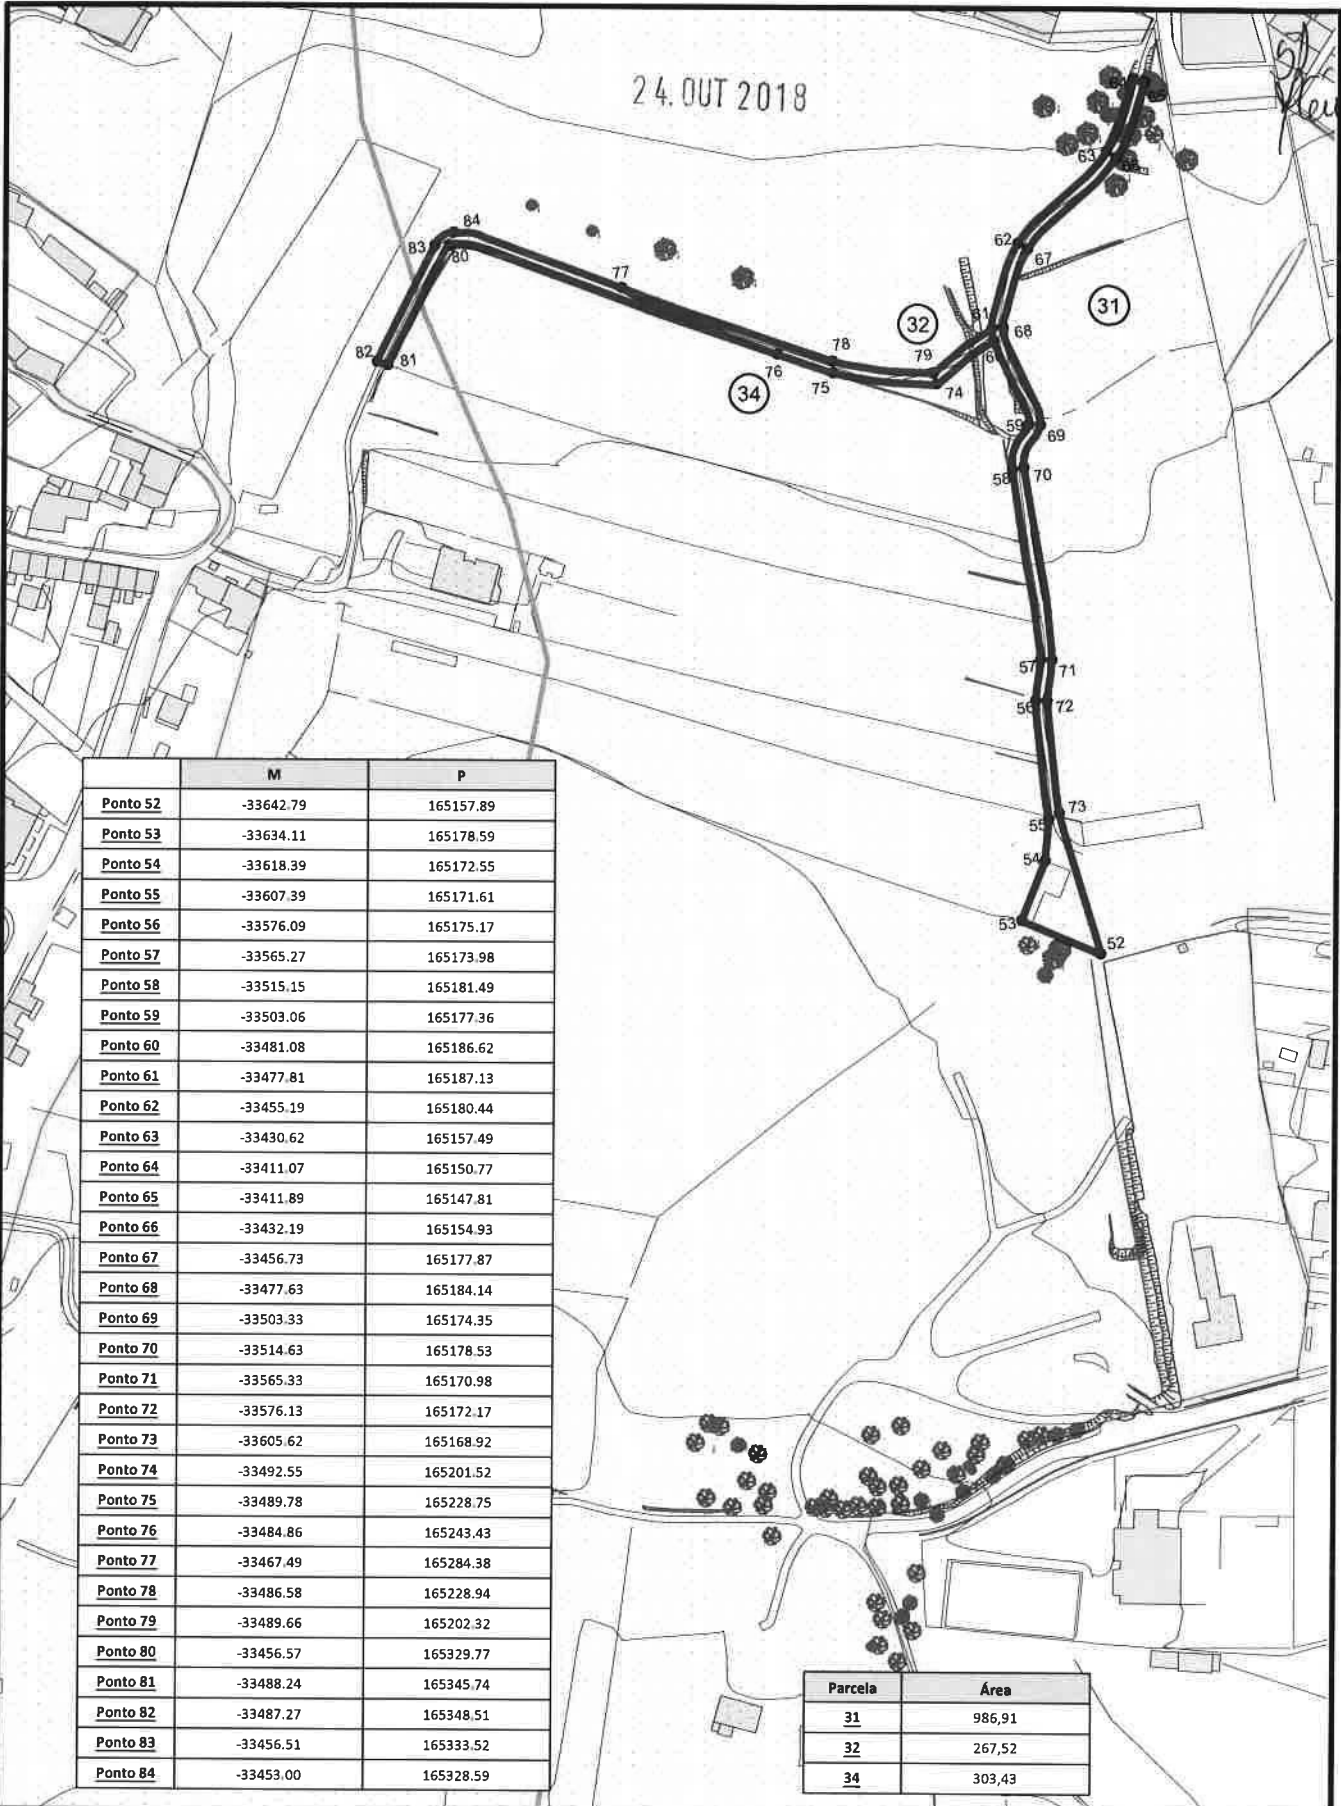 24. OUT 2018
84
83
80
77
62
67
63
31
32
61
68
78
79
82
81
76
75
74
34
59
69
58
70
57
71
56
72
73
55
54
53
52
M P
Ponto 52 -33642.79 165157.89
Ponto 53 -33634.11 165178.59
Ponto 54 -33618.39 165172.55
Ponto 55 -33607.39 165171.61
Ponto 56 -33576.09 165175.17
Ponto 57 -33565.27 165173.98
Ponto 58 -33515.15 165181.49
Ponto 59 -33503.06 165177.36
Ponto 60 -33481.08 165186.62
Ponto 61 -33477.81 165187.13
Ponto 62 -33455.19 165180.44
Ponto 63 -33430.62 165157.49
Ponto 64 -33411.07 165150.77
Ponto 65 -33411.89 165147.81
Ponto 66 -33432.19 165154.93
Ponto 67 -33456.73 165177.87
Ponto 68 -33477.63 165184.14
Ponto 69 -33503.33 165174.35
Ponto 70 -33514.63 165178.53
Ponto 71 -33565.33 165170.98
Ponto 72 -33576.13 165172.17
Ponto 73 -33605.62 165168.92
Ponto 74 -33492.55 165201.52
Ponto 75 -33489.78 165228.75
Ponto 76 -33484.86 165243.43
Ponto 77 -33467.49 165284.38
Ponto 78 -33486.58 165228.94
Ponto 79 -33489.66 165202.32
Ponto 80 -33456.57 165329.77
Ponto 81 -33488.24 165345.74
Ponto 82 -33487.27 165348.51
Ponto 83 -33456.51 165333.52
Ponto 84 -33453.00 165328.59
Parcela Área
31 986,91
32 267,52
34 303,43